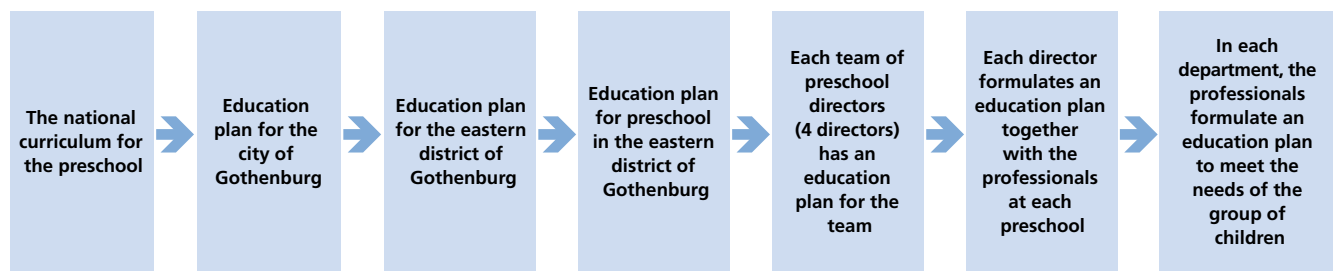 The national
curriculum for
the preschool
Education
plan for the
city of
Gothenburg
Education plan
for the eastern
district of
Gothenburg
Education plan
for preschool
in the eastern
district of
Gothenburg
Each team of
preschool
directors
(4 directors)
has an
education
plan for the
team
Each director
formulates an
education plan
together
with the
professionals
at each
preschool
In each
department, the
professionals
formulate an
education plan
to meet the
needs of the
group of
children